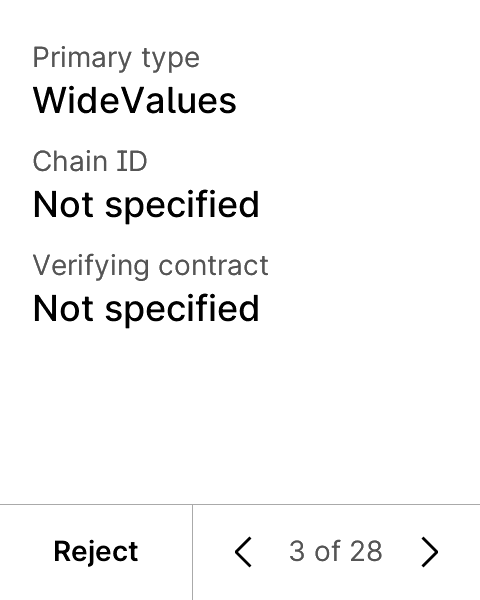 Primary type
WideValues
Chain ID
Not specified
Verifying contract
Not specified
Reject
3 of 28